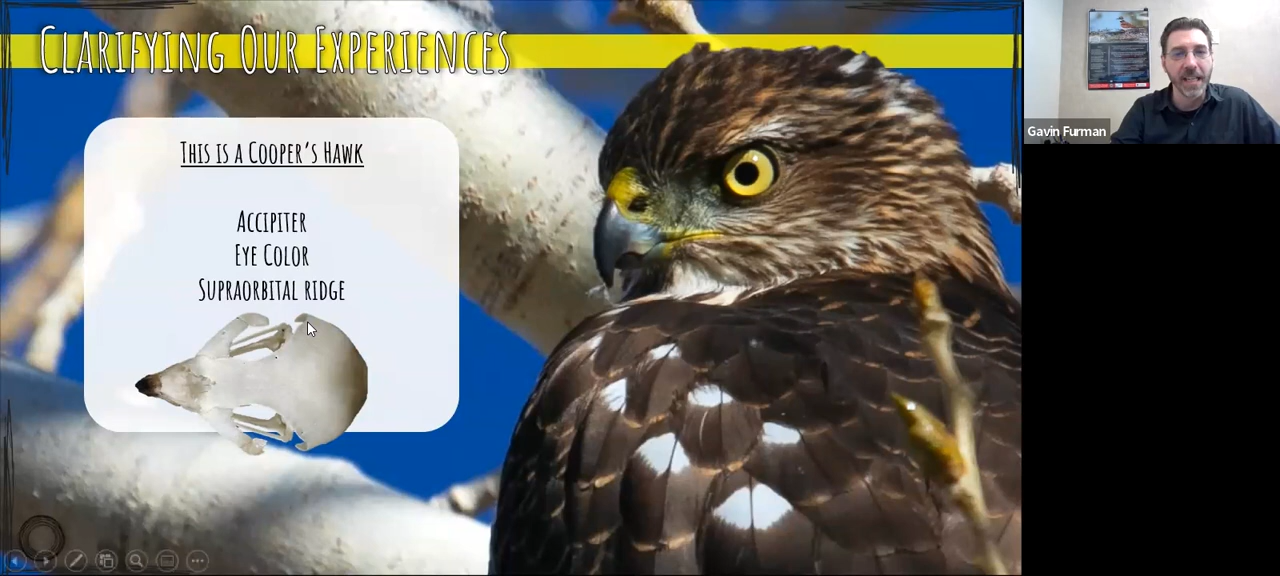 Clarifying Our Experiences
This is a Cooper's Hawk
Accipiter
Eye Color
Supraorbital ridge
Gavin Furman